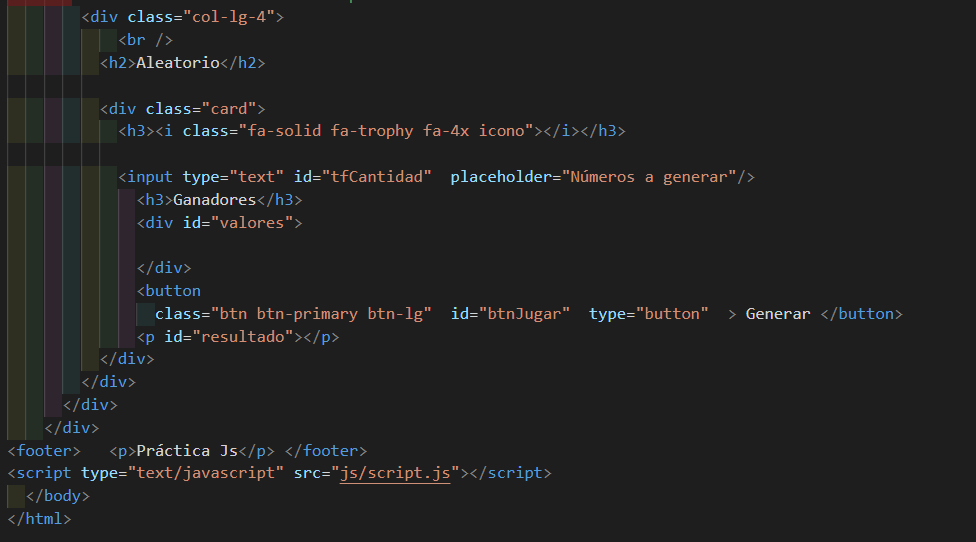 <div class="col-lg-4">
<br />
<h2>Aleatorio</h2>
<div class="card">
<h3><i class="fa-solid fa-trophy fa-4x icono"></i></h3>
<input type="text" id="tfCantidad"  placeholder="Números a generar"/>
<h3>Ganadores</h3>
<div id="valores">
</div>
<button
class="btn btn-primary btn-lg"  id="btnJugar"  type="button"  > Generar </button>
<p id="resultado"></p>
</div>
</div>
</div>
</div>
<footer>   <p>Práctica Js</p> </footer>
<script type="text/javascript" src="js/script.js"></script>
</body>
</html>